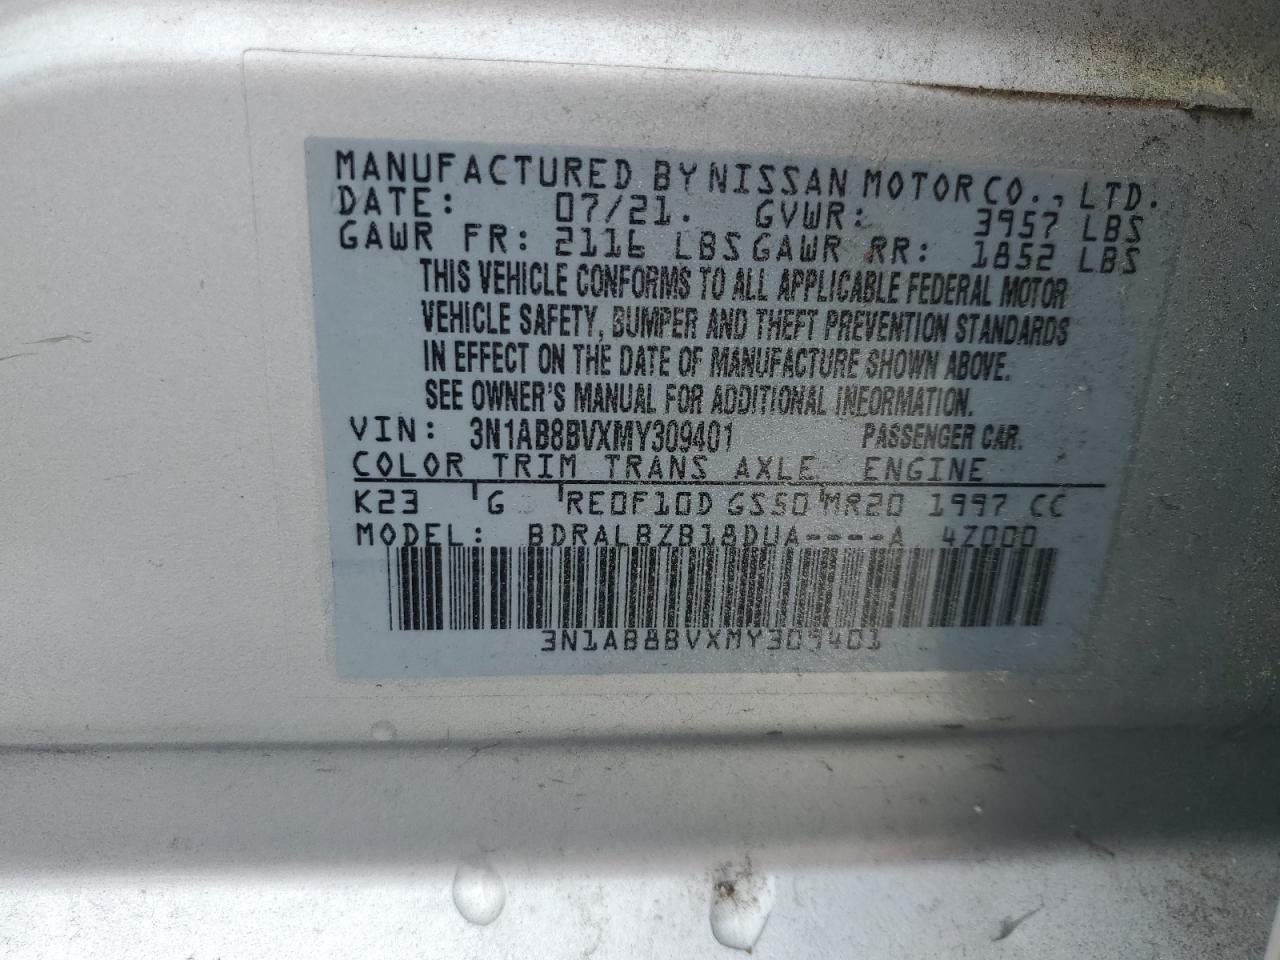 MANUFACTURED BY NISSAN MOTOR CO., LTD.
DATE: 07/21. GVWR: 3957 LBS
GAWR FR: 2116 LBS GAWR RR: 1852 LBS
THIS VEHICLE CONFORMS TO ALL APPLICABLE FEDERAL MOTOR
VEHICLE SAFETY, BUMPER AND THEFT PREVENTION STANDARDS
IN EFFECT ON THE DATE OF MANUFACTURE SHOWN ABOVE.
SEE OWNER'S MANUAL FOR ADDITIONAL INFORMATION.
VIN: 3N1AB8BVXMY309401 PASSENGER CAR.
COLOR TRIM TRANS AXLE ENGINE
K23 G RE0F10D GS50 MR20 1997 CC
MODEL: BDRALBZB18DUA----A 4Z000
3N1AB8BVXMY309401